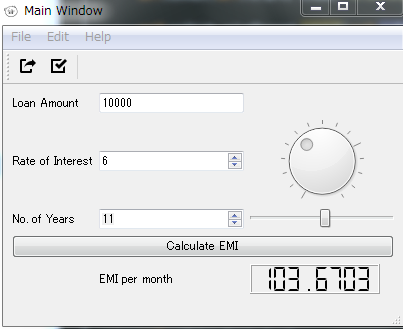 Main Window
File Edit Help
Loan Amount 10000
Rate of Interest 6
No. of Years 11
Calculate EMI
EMI per month 103.6703